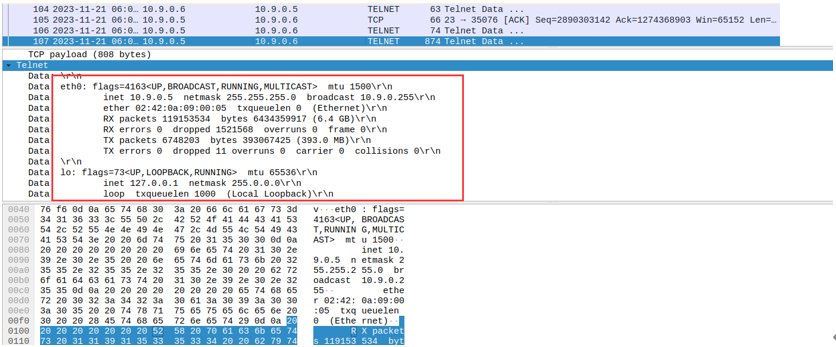 104 2023-11-21 06:0… 10.9.0.6 10.9.0.5 TELNET 63 Telnet Data ...
105 2023-11-21 06:0… 10.9.0.5 10.9.0.6 TCP 66 23 → 35076 [ACK] Seq=2890303142 Ack=1274368903 Win=65152 Len=…
106 2023-11-21 06:0… 10.9.0.5 10.9.0.6 TELNET 74 Telnet Data ...
107 2023-11-21 06:0… 10.9.0.5 10.9.0.6 TELNET 874 Telnet Data ...
TCP payload (808 bytes)
Telnet
Data \r\n
Data eth0: flags=4163<UP,BROADCAST,RUNNING,MULTICAST> mtu 1500\r\n
Data inet 10.9.0.5 netmask 255.255.255.0 broadcast 10.9.0.255\r\n
Data ether 02:42:0a:09:00:05 txqueuelen 0 (Ethernet)\r\n
Data RX packets 119153534 bytes 6434359917 (6.4 GB)\r\n
Data RX errors 0 dropped 1521568 overruns 0 frame 0\r\n
Data TX packets 6748203 bytes 393067425 (393.0 MB)\r\n
Data TX errors 0 dropped 11 overruns 0 carrier 0 collisions 0\r\n
Data \r\n
Data lo: flags=73<UP,LOOPBACK,RUNNING> mtu 65536\r\n
Data inet 127.0.0.1 netmask 255.0.0.0\r\n
Data loop txqueuelen 1000 (Local Loopback)\r\n
0040 76 f6 0d 0a 65 74 68 30 3a 20 66 6c 61 67 73 3d v···eth0 : flags=
0050 34 31 36 33 3c 55 50 2c 42 52 4f 41 44 43 41 53 4163<UP, BROADCAS
0060 54 2c 52 55 4e 4e 49 4e 47 2c 4d 55 4c 54 49 43 T,RUNNIN G,MULTIC
0070 41 53 54 3e 20 20 6d 74 75 20 31 35 30 30 0d 0a AST> mt u 1500··
0080 20 20 20 20 20 20 20 20 69 6e 65 74 20 31 30 2e inet 10.
0090 39 2e 30 2e 35 20 20 6e 65 74 6d 61 73 6b 20 32 9.0.5 n etmask 2
00a0 35 35 2e 32 35 35 2e 32 35 35 2e 30 20 20 62 72 55.255.2 55.0 br
00b0 6f 61 64 63 61 73 74 20 31 30 2e 39 2e 30 2e 32 oadcast 10.9.0.2
00c0 35 35 0d 0a 20 20 20 20 20 20 20 20 65 74 68 65 55·· ethe
00d0 72 20 30 32 3a 34 32 3a 30 61 3a 30 39 3a 30 30 r 02:42: 0a:09:00
00e0 3a 30 35 20 20 74 78 71 75 65 75 65 6c 65 6e 20 :05 txq ueuelen
00f0 30 20 20 28 45 74 68 65 72 6e 65 74 29 0d 0a 20 0 (Ethe rnet)··
0100 20 20 20 20 20 20 20 52 58 20 70 61 63 6b 65 74 R X packet
0110 73 20 31 31 39 31 35 33 35 33 34 20 20 62 79 74 s 119153 534 byt